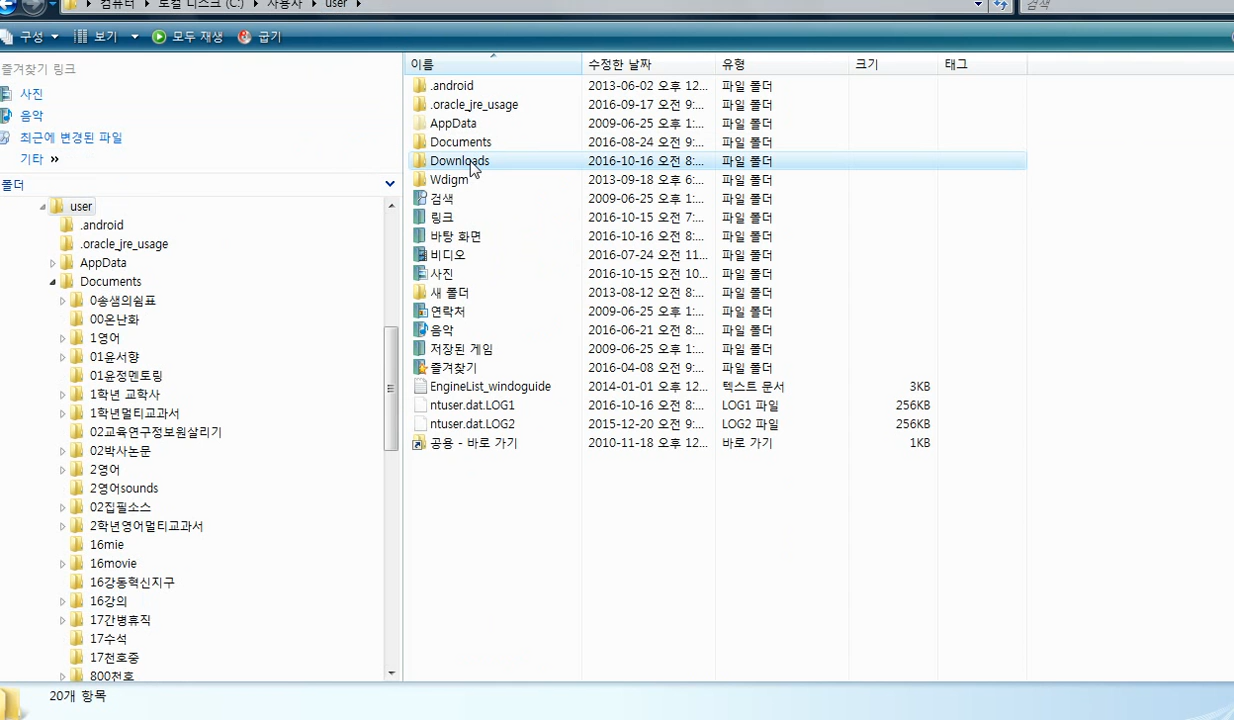 컴퓨터 ▸ 로컬 디스크 (C:) ▸ 사용자 ▸ user ▸
검색
구성 보기 모두 재생 굽기
즐겨찾기 링크
사진
음악
최근에 변경된 파일
기타 »
폴더
user
.android
.oracle_jre_usage
AppData
Documents
0송샘의쉼표
00온난화
1영어
01윤서향
01윤정멘토링
1학년 교학사
1학년멀티교과서
02교육연구정보원살리기
02박사논문
2영어
2영어sounds
02집필소스
2학년영어멀티교과서
16mie
16movie
16강동혁신지구
16강의
17간병휴직
17수석
17천호중
800천호
이름 수정한 날짜 유형 크기 태그
.android 2013-06-02 오후 12... 파일 폴더
.oracle_jre_usage 2016-09-17 오전 9:... 파일 폴더
AppData 2009-06-25 오후 1:... 파일 폴더
Documents 2016-08-24 오전 9:... 파일 폴더
Downloads 2016-10-16 오전 8:... 파일 폴더
Wdigm 2013-09-18 오후 6:... 파일 폴더
검색 2009-06-25 오후 1:... 파일 폴더
링크 2016-10-15 오전 7:... 파일 폴더
바탕 화면 2016-10-16 오전 8:... 파일 폴더
비디오 2016-07-24 오전 11... 파일 폴더
사진 2016-10-15 오전 10... 파일 폴더
새 폴더 2013-08-12 오전 8:... 파일 폴더
연락처 2009-06-25 오후 1:... 파일 폴더
음악 2016-06-21 오전 8:... 파일 폴더
저장된 게임 2009-06-25 오후 1:... 파일 폴더
즐겨찾기 2016-04-08 오전 9:... 파일 폴더
EngineList_windoguide 2014-01-01 오후 12... 텍스트 문서 3KB
ntuser.dat.LOG1 2016-10-16 오전 8:... LOG1 파일 256KB
ntuser.dat.LOG2 2015-12-20 오전 9:... LOG2 파일 256KB
공용 - 바로 가기 2010-11-18 오후 12... 바로 가기 1KB
20개 항목